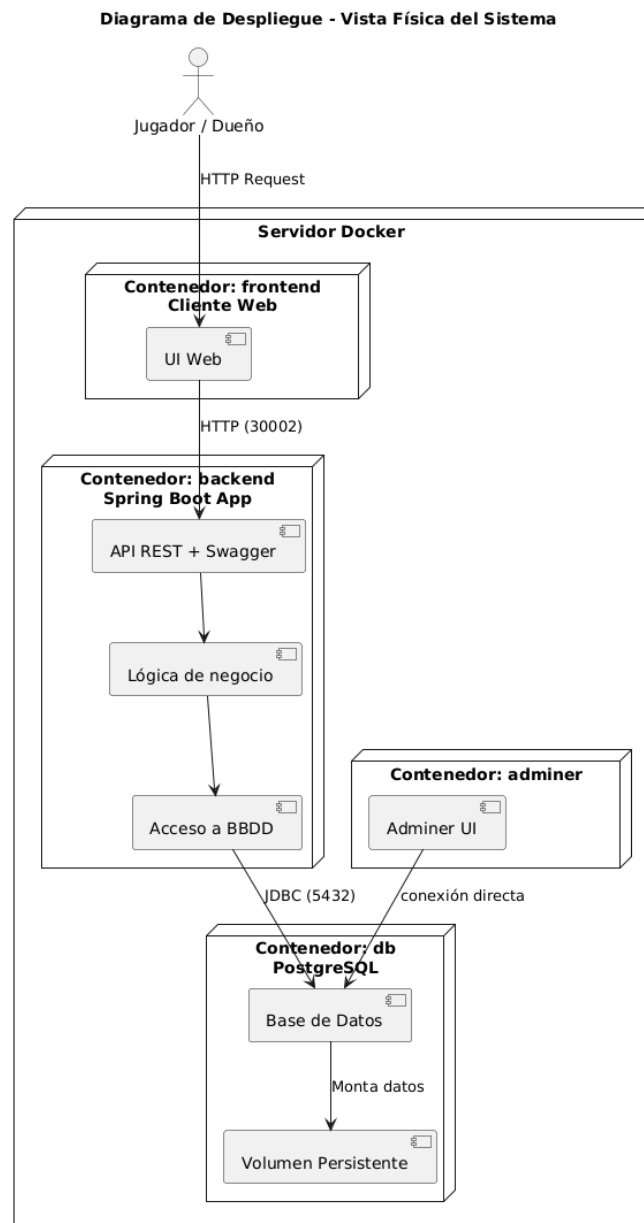 Diagrama de Despliegue - Vista Física del Sistema
Jugador / Dueño
HTTP Request
Servidor Docker
Contenedor: frontend
Cliente Web
UI Web
HTTP (30002)
Contenedor: backend
Spring Boot App
API REST + Swagger
Lógica de negocio
Contenedor: adminer
Acceso a BBDD
Adminer UI
JDBC (5432)
conexión directa
Contenedor: db
PostgreSQL
Base de Datos
Monta datos
Volumen Persistente